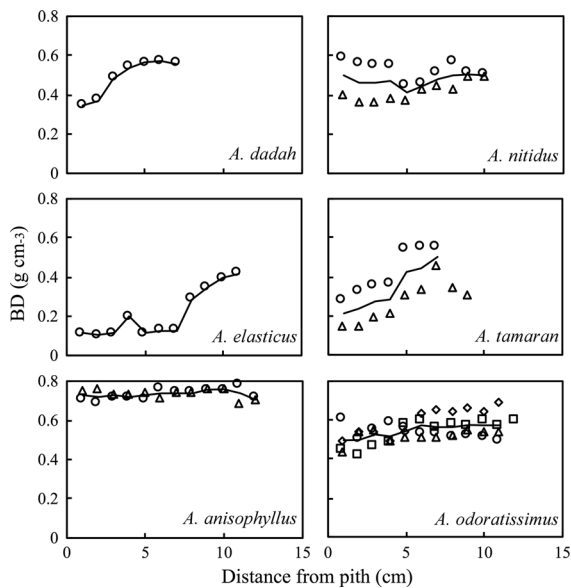 0.8
0.6
0.4
0.2
0
A. dadah
A. nitidus
0.8
0.6
0.4
0.2
0
A. elasticus
A. tamaran
BD (g cm-3)
0.8
0.6
0.4
0.2
0
A. anisophyllus
A. odoratissimus
0 5 10 15 0 5 10 15
Distance from pith (cm)